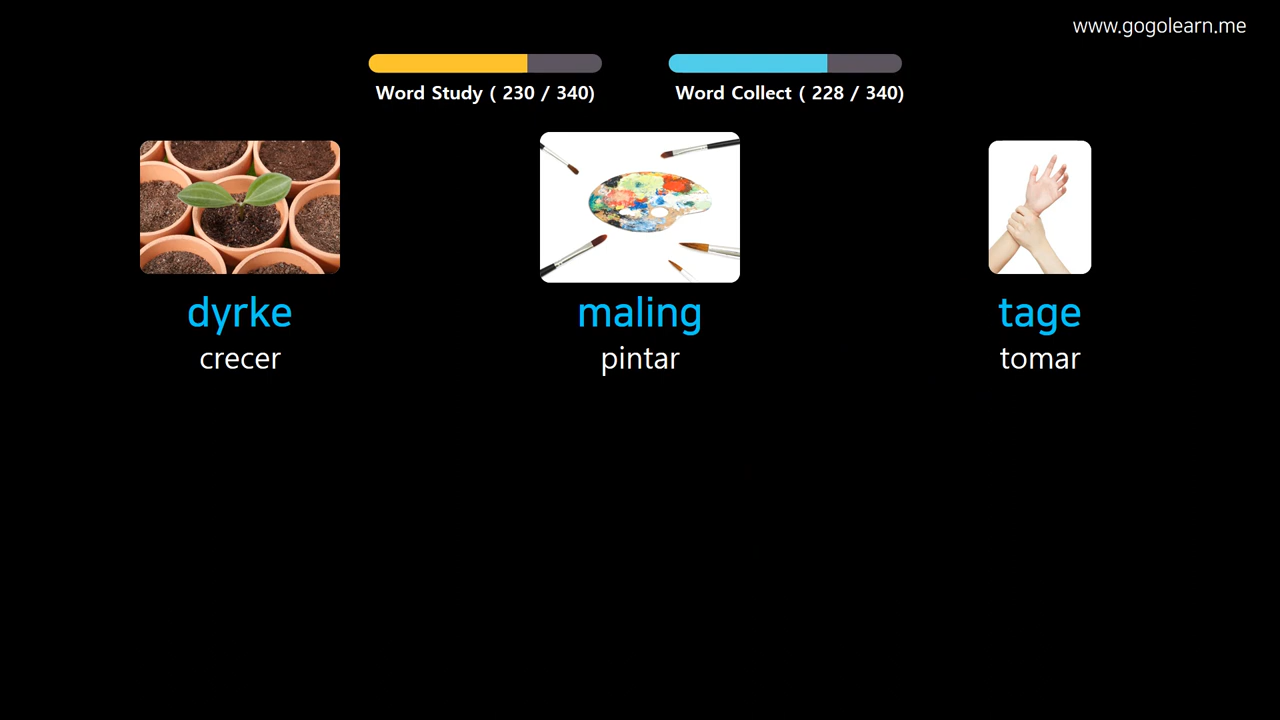 www.gogolearn.me
Word Study ( 230 / 340)
Word Collect ( 228 / 340)
dyrke
maling
tage
crecer
pintar
tomar